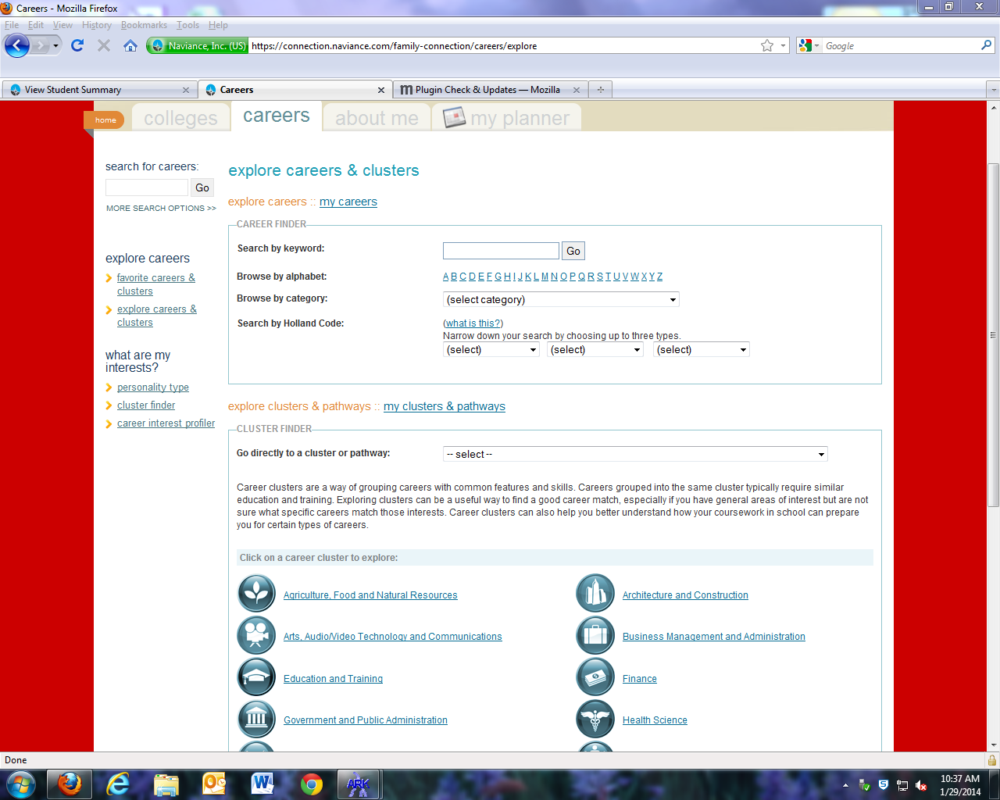 Careers - Mozilla Firefox
File Edit View History Bookmarks Tools Help
Naviance, Inc. (US) https://connection.naviance.com/family-connection/careers/explore Google
View Student Summary Careers Plugin Check & Updates — Mozilla
home colleges careers about me my planner
search for careers:
Go
MORE SEARCH OPTIONS >>
explore careers
favorite careers &
clusters
explore careers &
clusters
what are my
interests?
personality type
cluster finder
career interest profiler
explore careers & clusters
explore careers :: my careers
CAREER FINDER
Search by keyword: Go
Browse by alphabet: A B C D E F G H I J K L M N O P Q R S T U V W X Y Z
Browse by category: (select category)
Search by Holland Code: (what is this?)
Narrow down your search by choosing up to three types.
(select) (select) (select)
explore clusters & pathways :: my clusters & pathways
CLUSTER FINDER
Go directly to a cluster or pathway: -- select --
Career clusters are a way of grouping careers with common features and skills. Careers grouped into the same cluster typically require similar
education and training. Exploring clusters can be a useful way to find a good career match, especially if you have general areas of interest but are not
sure what specific careers match those interests. Career clusters can also help you better understand how your coursework in school can prepare
you for certain types of careers.
Click on a career cluster to explore:
Agriculture, Food and Natural Resources Architecture and Construction
Arts, Audio/Video Technology and Communications Business Management and Administration
Education and Training Finance
Government and Public Administration Health Science
Done
ARK
10:37 AM
1/29/2014